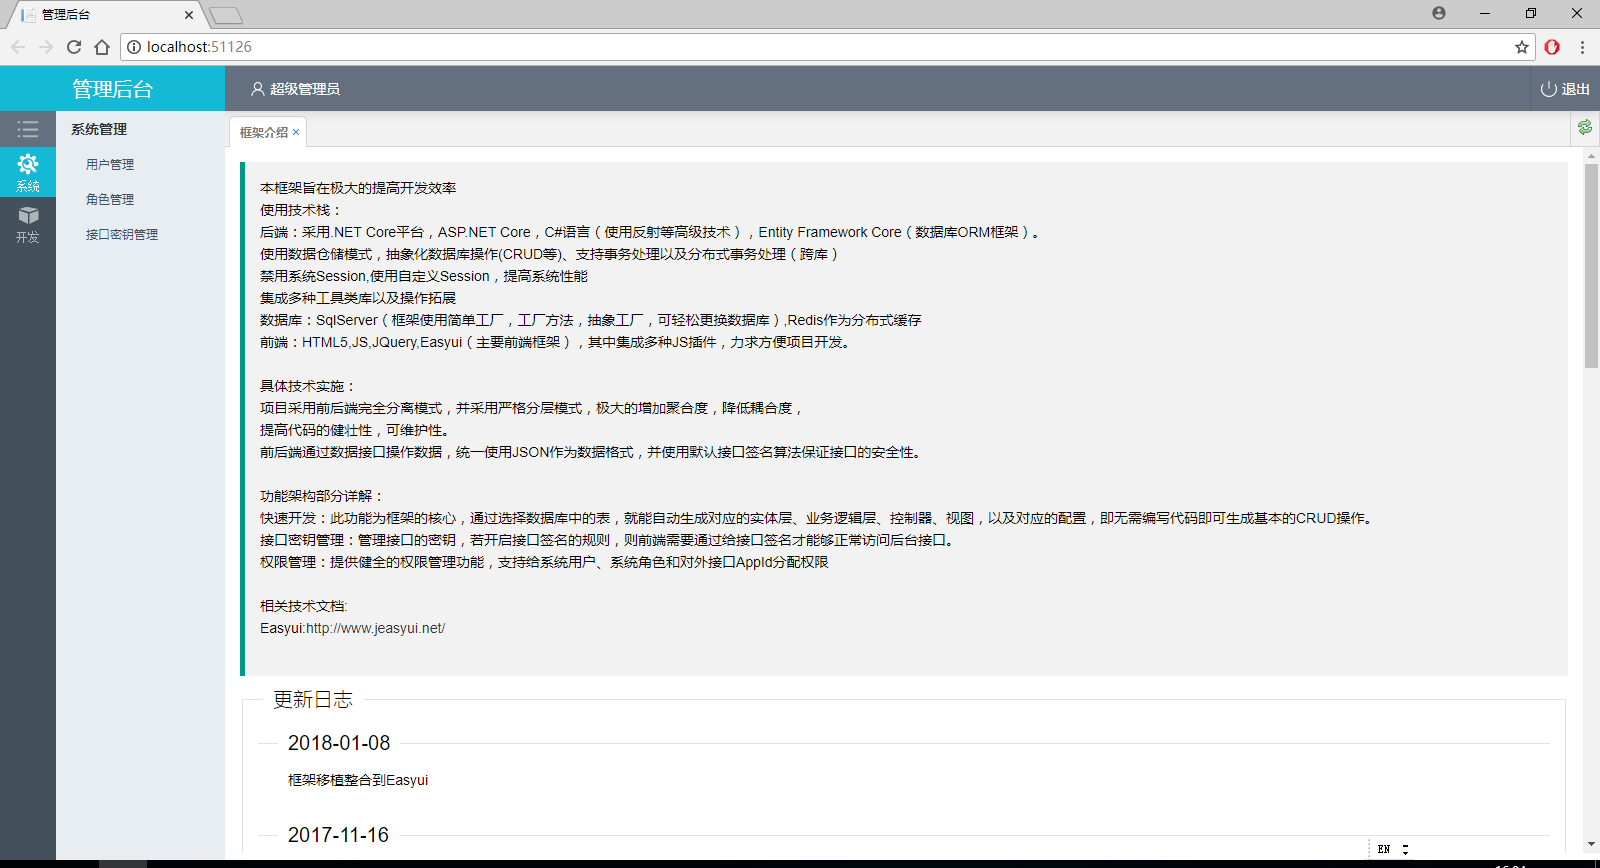 管理后台
localhost:51126
管理后台
超级管理员
退出
系统管理
框架介绍
系统
用户管理
角色管理
开发
接口密钥管理
本框架旨在极大的提高开发效率
使用技术栈：
后端：采用.NET Core平台，ASP.NET Core，C#语言（使用反射等高级技术），Entity Framework Core（数据库ORM框架）。
使用数据仓储模式，抽象化数据库操作(CRUD等)、支持事务处理以及分布式事务处理（跨库）
禁用系统Session,使用自定义Session，提高系统性能
集成多种工具类库以及操作拓展
数据库：SqlServer（框架使用简单工厂，工厂方法，抽象工厂，可轻松更换数据库）,Redis作为分布式缓存
前端：HTML5,JS,JQuery,Easyui（主要前端框架），其中集成多种JS插件，力求方便项目开发。
具体技术实施：
项目采用前后端完全分离模式，并采用严格分层模式，极大的增加聚合度，降低耦合度，
提高代码的健壮性，可维护性。
前后端通过数据接口操作数据，统一使用JSON作为数据格式，并使用默认接口签名算法保证接口的安全性。
功能架构部分详解：
快速开发：此功能为框架的核心，通过选择数据库中的表，就能自动生成对应的实体层、业务逻辑层、控制器、视图，以及对应的配置，即无需编写代码即可生成基本的CRUD操作。
接口密钥管理：管理接口的密钥，若开启接口签名的规则，则前端需要通过给接口签名才能够正常访问后台接口。
权限管理：提供健全的权限管理功能，支持给系统用户、系统角色和对外接口AppId分配权限
相关技术文档:
Easyui:http://www.jeasyui.net/
更新日志
2018-01-08
框架移植整合到Easyui
2017-11-16
EN